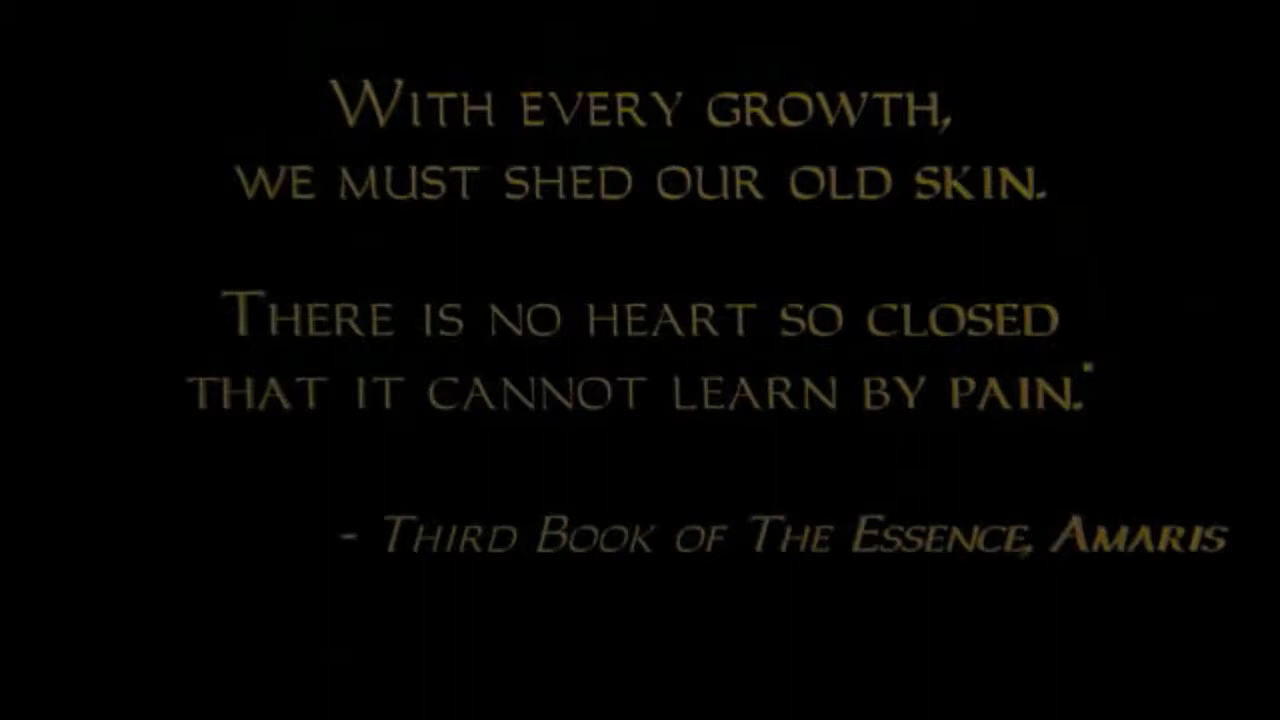 With every growth,
we must shed our old skin.
There is no heart so closed
that it cannot learn by pain."
- Third Book of The Essence, Amaris